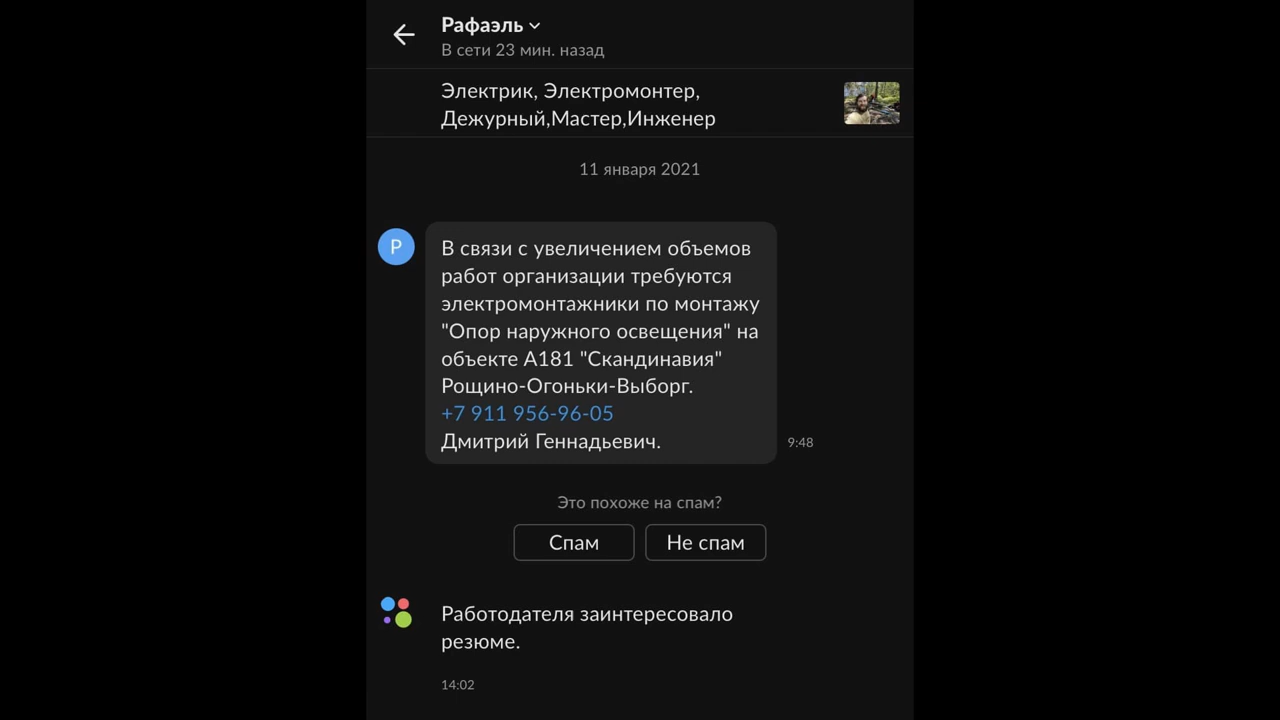 Рафаэль
В сети 23 мин. назад
Электрик, Электромонтер,
Дежурный,Мастер,Инженер
11 января 2021
Р
В связи с увеличением объемов
работ организации требуются
электромонтажники по монтажу
"Опор наружного освещения" на
объекте А181 "Скандинавия"
Рощино-Огоньки-Выборг.
+7 911 956-96-05
Дмитрий Геннадьевич.
9:48
Это похоже на спам?
Спам
Не спам
Работодателя заинтересовало
резюме.
14:02